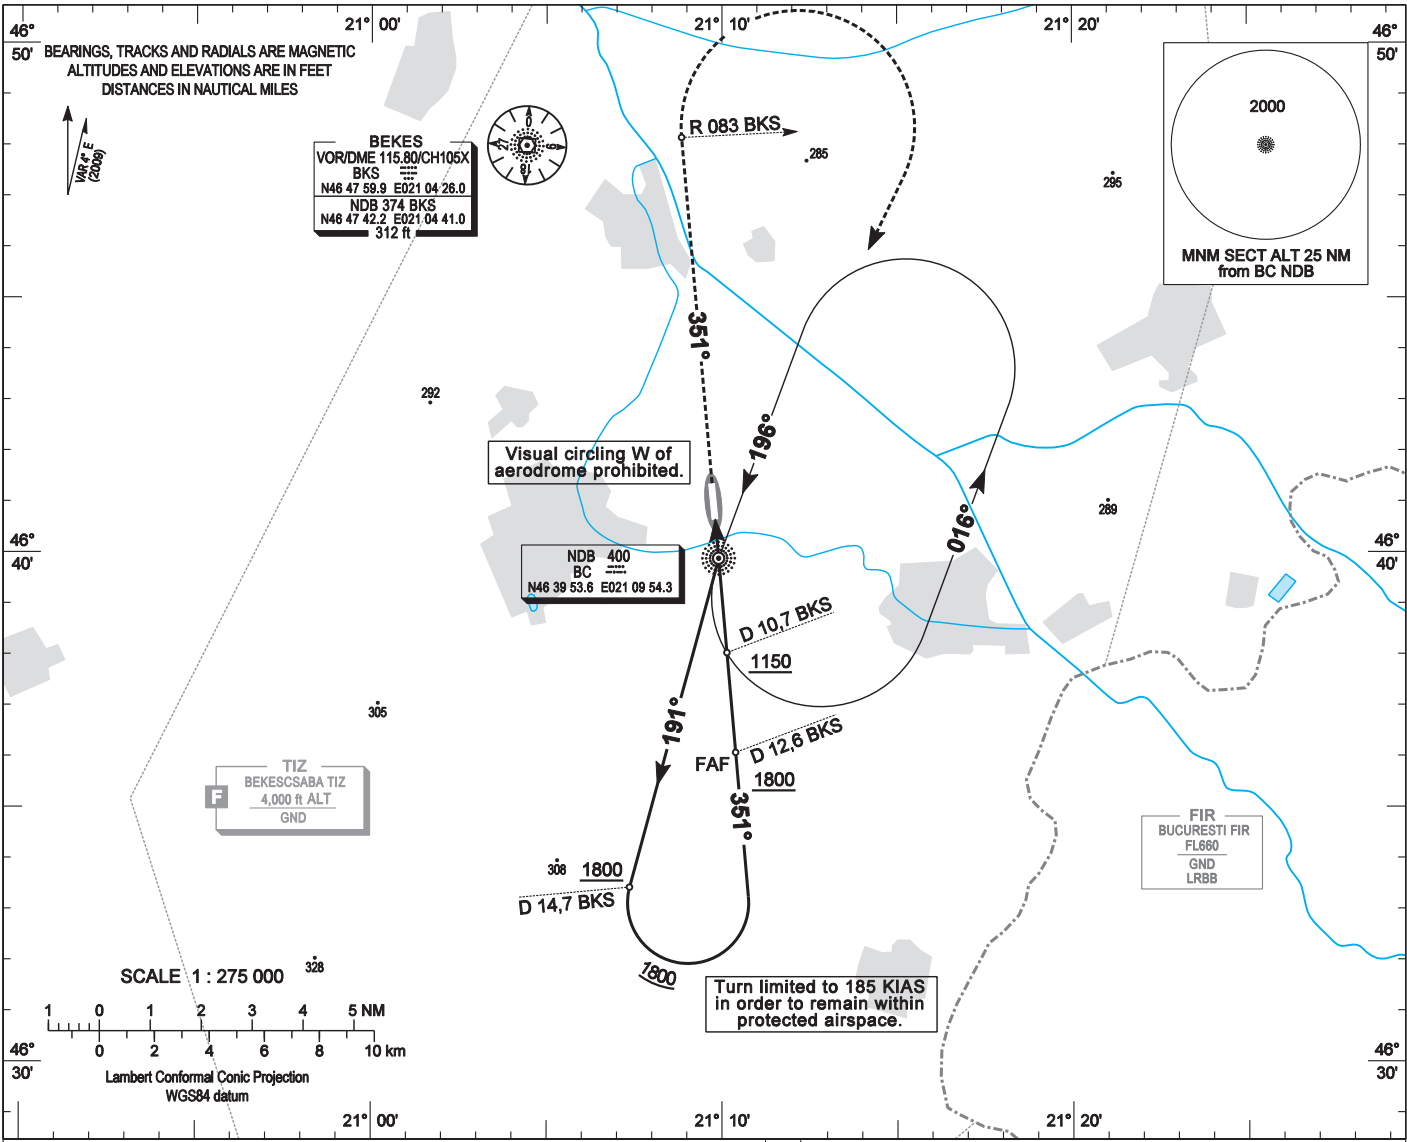 46°
50'
21° 00'
21° 10'
21° 20'
46°
50'
BEARINGS, TRACKS AND RADIALS ARE MAGNETIC
ALTITUDES AND ELEVATIONS ARE IN FEET
DISTANCES IN NAUTICAL MILES
VAR 4° E
(2009)
BEKES
VOR/DME 115.80/CH105X
BKS
N46 47 59.9 E021 04 26.0
NDB 374 BKS
N46 47 42.2 E021 04 41.0
312 ft
0
9
18
27
R 083 BKS
285
295
2000
MNM SECT ALT 25 NM
from BC NDB
351°
292
196°
Visual circling W of
aerodrome prohibited.
289
016°
46°
40'
46°
40'
NDB 400
BC
N46 39 53.6 E021 09 54.3
D 10,7 BKS
1150
191°
305
D 12,6 BKS
FAF
1800
351°
TIZ
BEKESCSABA TIZ
4,000 ft ALT
GND
F
FIR
BUCURESTI FIR
FL660
GND
LRBB
308
1800
D 14,7 BKS
1800
328
Turn limited to 185 KIAS
in order to remain within
protected airspace.
SCALE 1 : 275 000
1 0 1 2 3 4 5 NM
0 2 4 6 8 10 km
Lambert Conformal Conic Projection
WGS84 datum
46°
30'
46°
30'
21° 00'
21° 10'
21° 20'